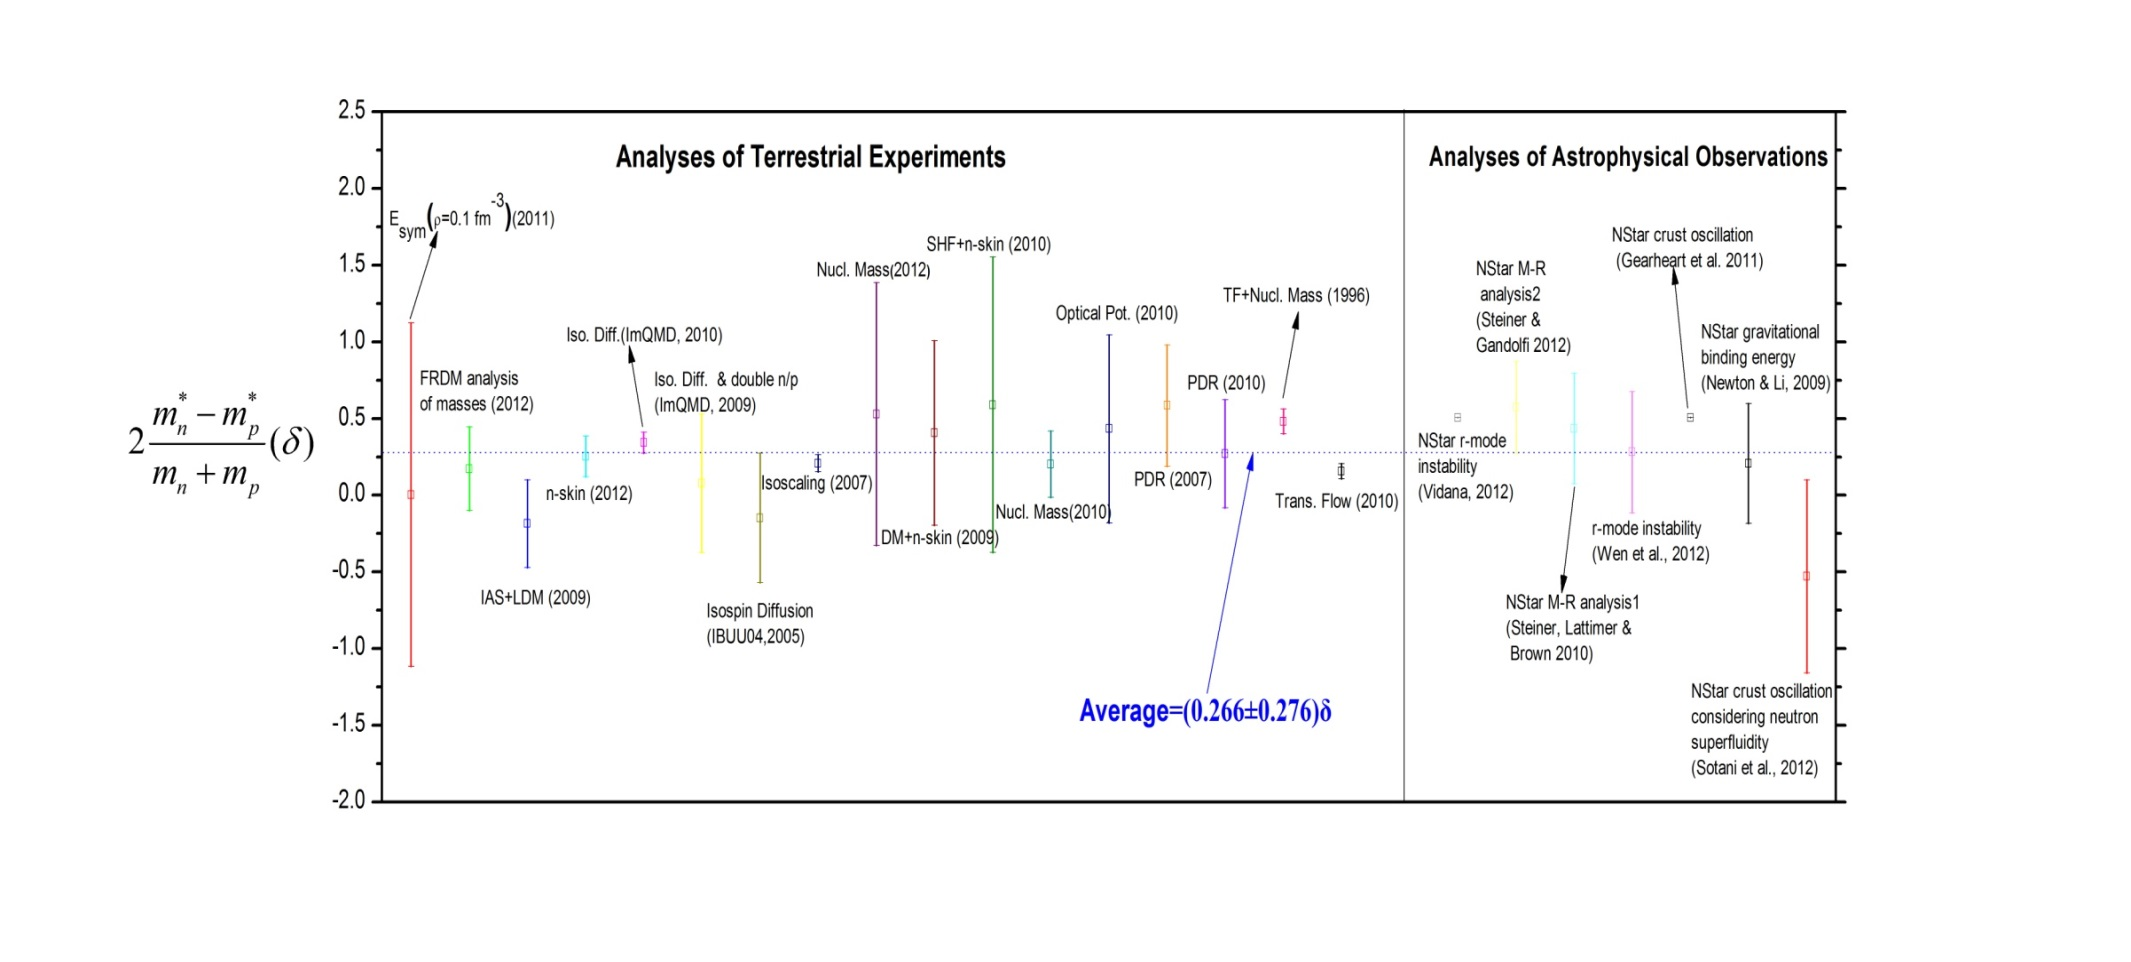 2.5
2.0
1.5
1.0
0.5
0.0
-0.5
-1.0
-1.5
-2.0
2 (m*n − m*p) / (mn + mp) (δ)
Analyses of Terrestrial Experiments
Esym(ρ=0.1 fm-3)(2011)
FRDM analysis
of masses (2012)
IAS+LDM (2009)
n-skin (2012)
Iso. Diff.(ImQMD, 2010)
Iso. Diff. & double n/p
(ImQMD, 2009)
Isospin Diffusion
(IBUU04,2005)
Isoscaling (2007)
Nucl. Mass(2012)
DM+n-skin (2009)
SHF+n-skin (2010)
Nucl. Mass(2010)
Optical Pot. (2010)
PDR (2007)
PDR (2010)
TF+Nucl. Mass (1996)
Trans. Flow (2010)
Average=(0.266±0.276)δ
Analyses of Astrophysical Observations
NStar r-mode
instability
(Vidana, 2012)
NStar M-R
analysis2
(Steiner &
Gandolfi 2012)
NStar M-R analysis1
(Steiner, Lattimer &
Brown 2010)
r-mode instability
(Wen et al., 2012)
NStar crust oscillation
(Gearheart et al. 2011)
NStar gravitational
binding energy
(Newton & Li, 2009)
NStar crust oscillation
considering neutron
superfluidity
(Sotani et al., 2012)